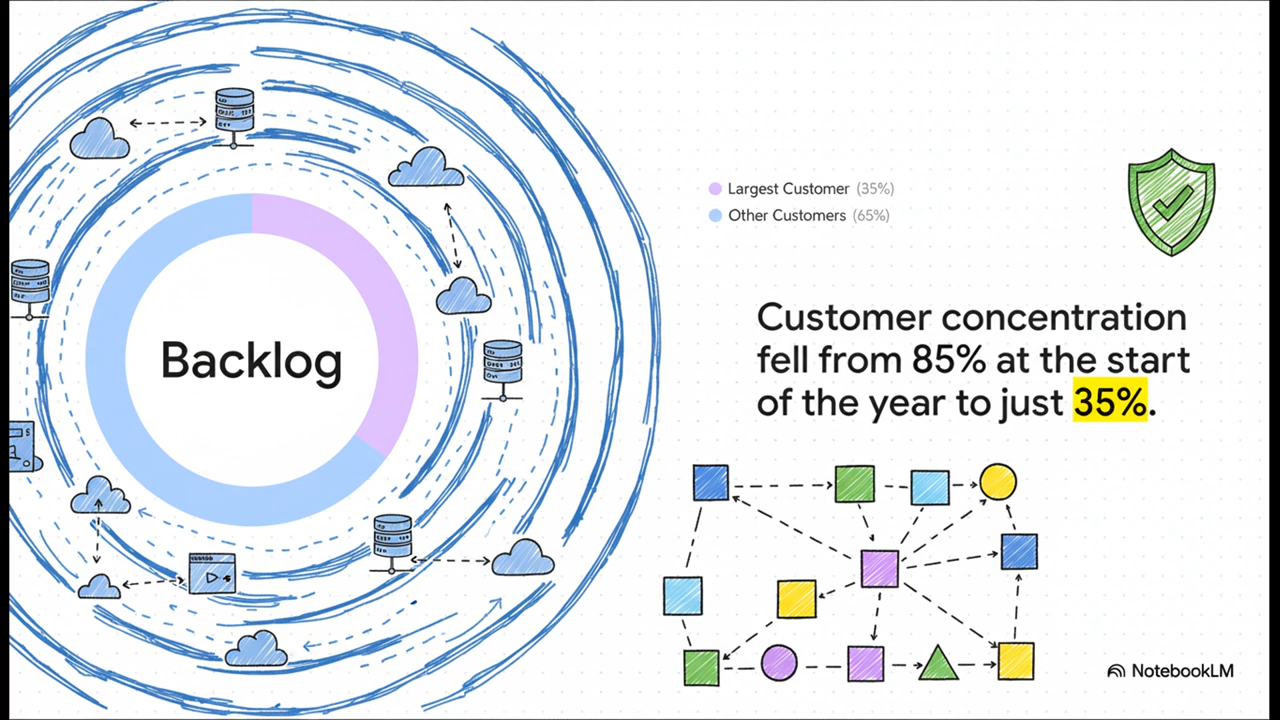 Backlog
Largest Customer (35%)
Other Customers (65%)
Customer concentration
fell from 85% at the start
of the year to just 35%.
NotebookLM